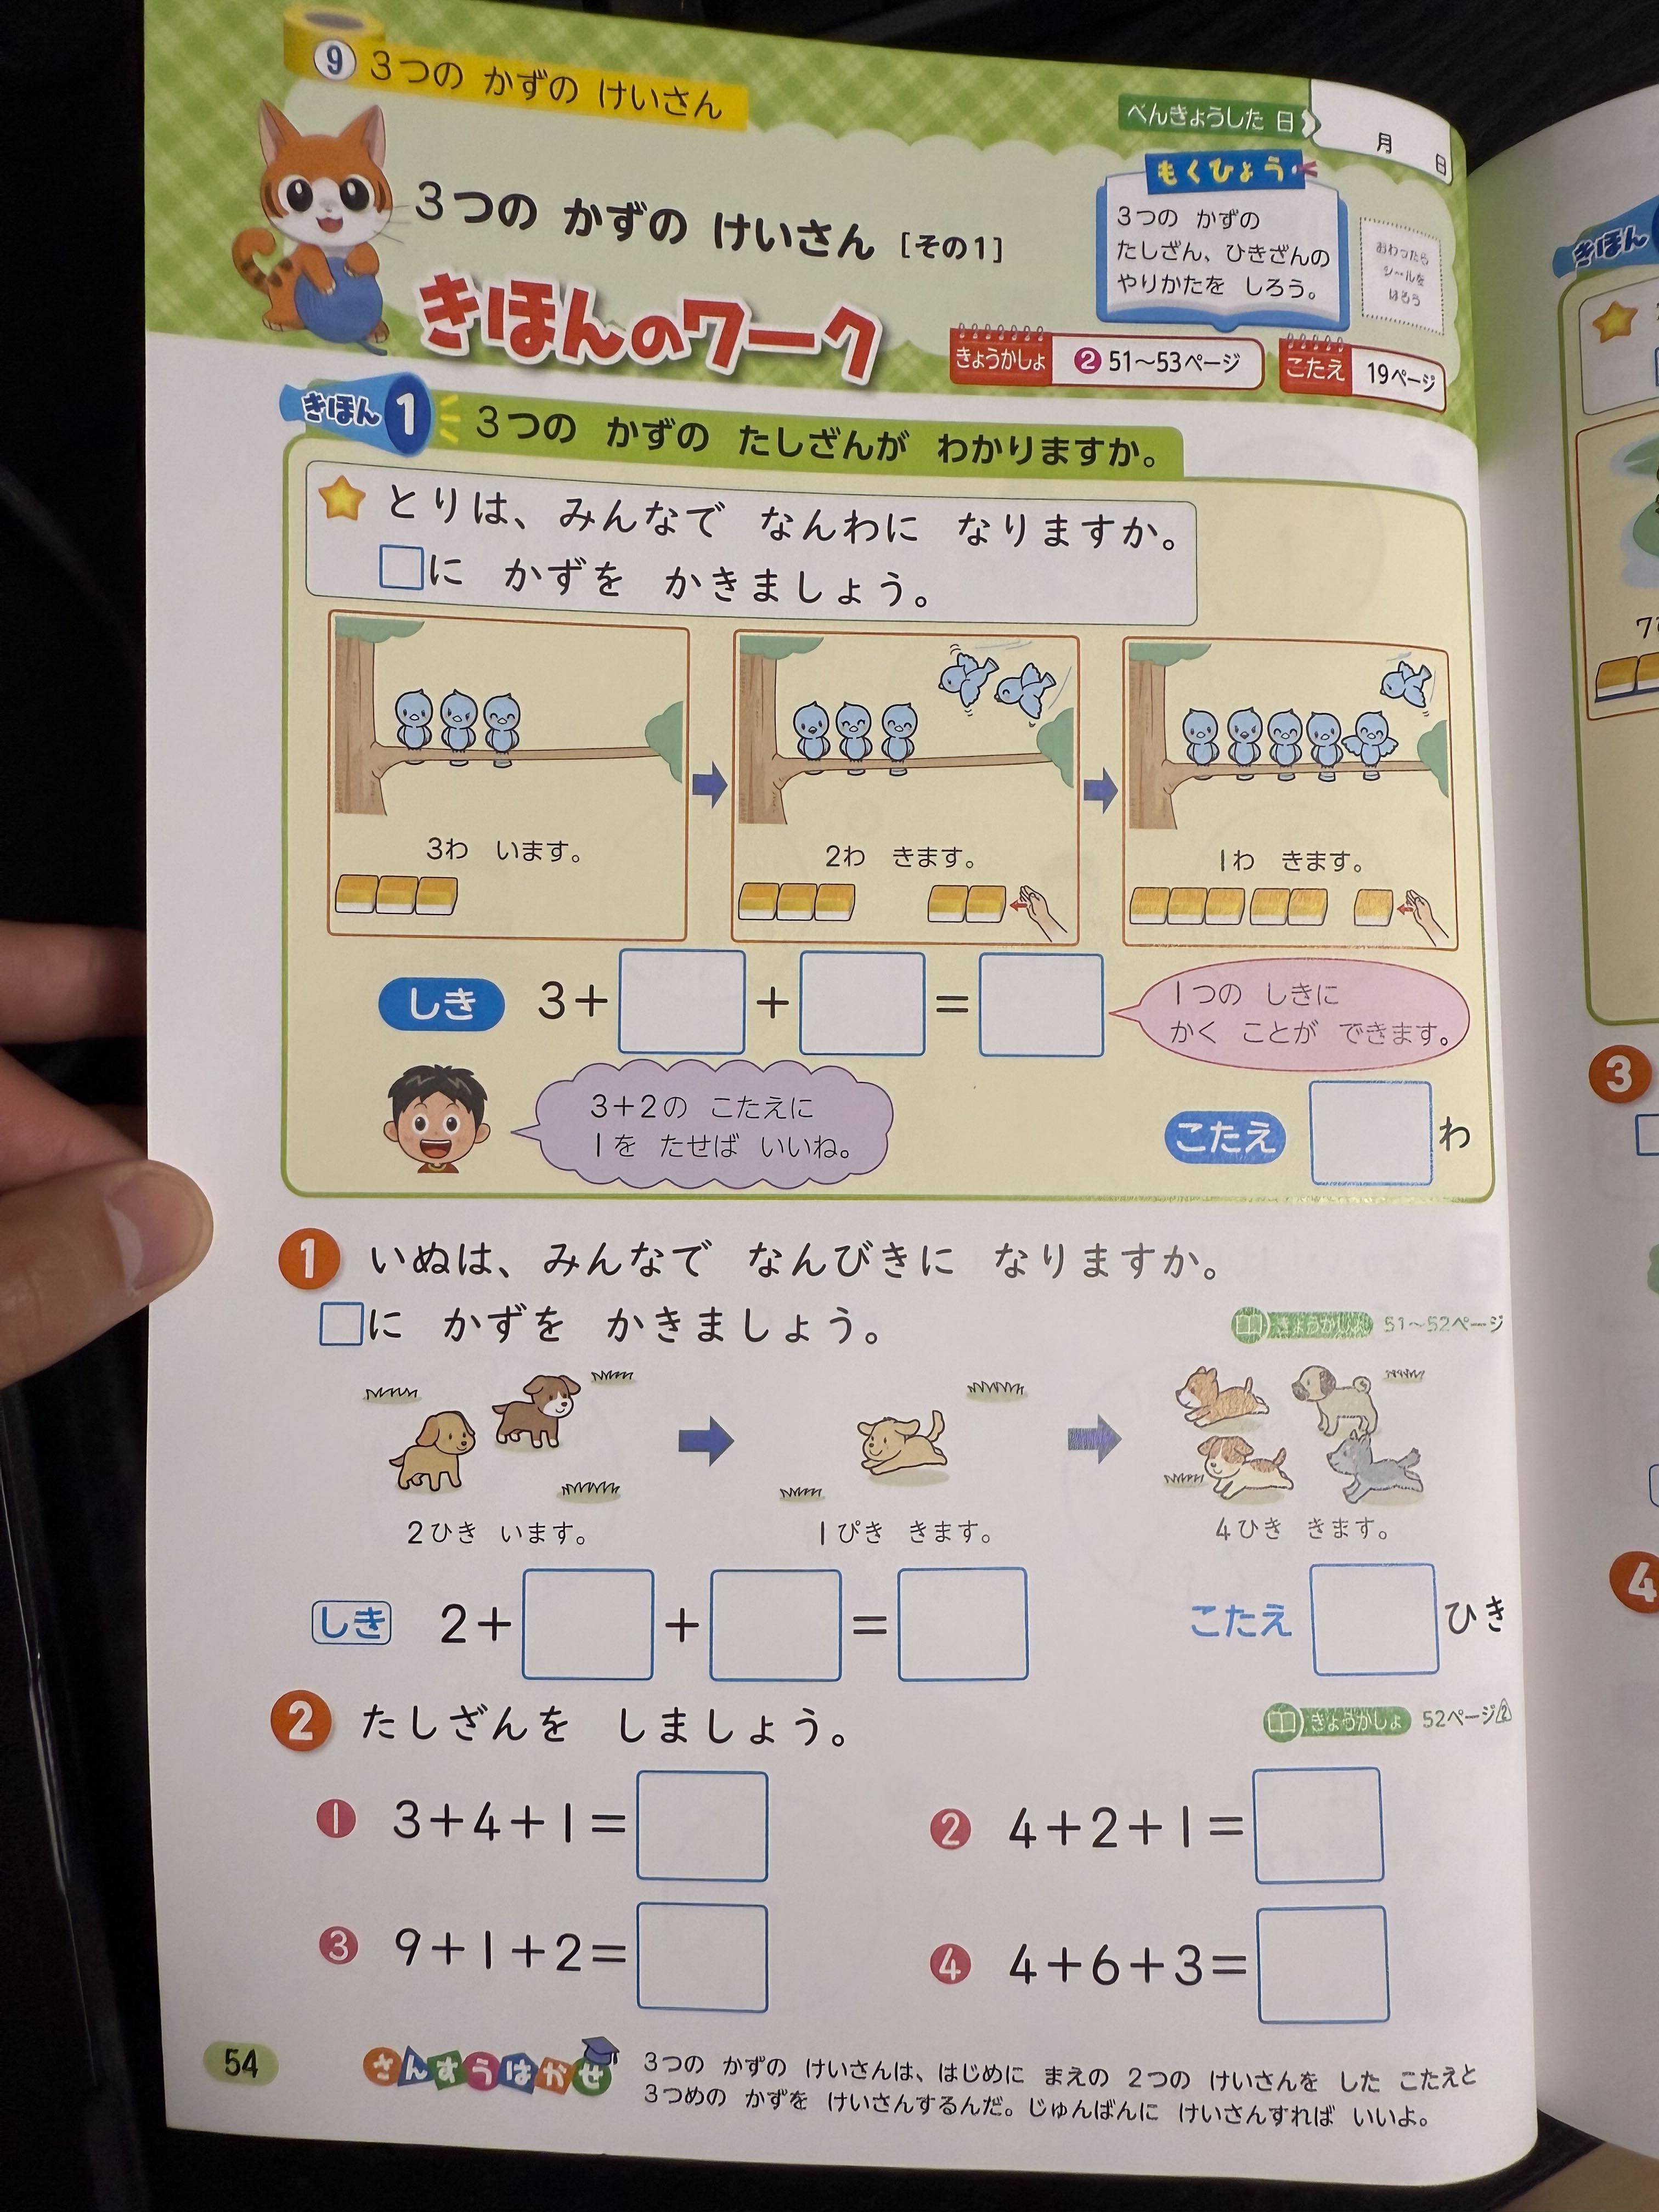 9 3つの かずの けいさん
べんきょうした 日
月 日
3つの かずの けいさん [その1]
きほんのワーク
もくひょう
3つの かずの
たしざん、ひきざんの
やりかたを しろう。
おわったら
シールを
はろう
きょうかしょ 2 51〜53ページ
こたえ 19ページ
きほん 1 3つの かずの たしざんが わかりますか。
とりは、みんなで なんわに なりますか。
□に かずを かきましょう。
3わ います。
2わ きます。
1わ きます。
しき 3+□+□=□
1つの しきに
かく ことが できます。
3+2の こたえに
1を たせば いいね。
こたえ □わ
1 いぬは、みんなで なんびきに なりますか。
□に かずを かきましょう。
きょうかしょ 51〜52ページ
2ひき います。
1ぴき きます。
4ひき きます。
しき 2+□+□=□
こたえ □ひき
2 たしざんを しましょう。
きょうかしょ 52ページ2
1 3+4+1=□
2 4+2+1=□
3 9+1+2=□
4 4+6+3=□
54
さんすうはかせ
3つの かずの けいさんは、はじめに まえの 2つの けいさんを した こたえと
3つめの かずを けいさんするんだ。じゅんばんに けいさんすれば いいよ。
きほん
3
4